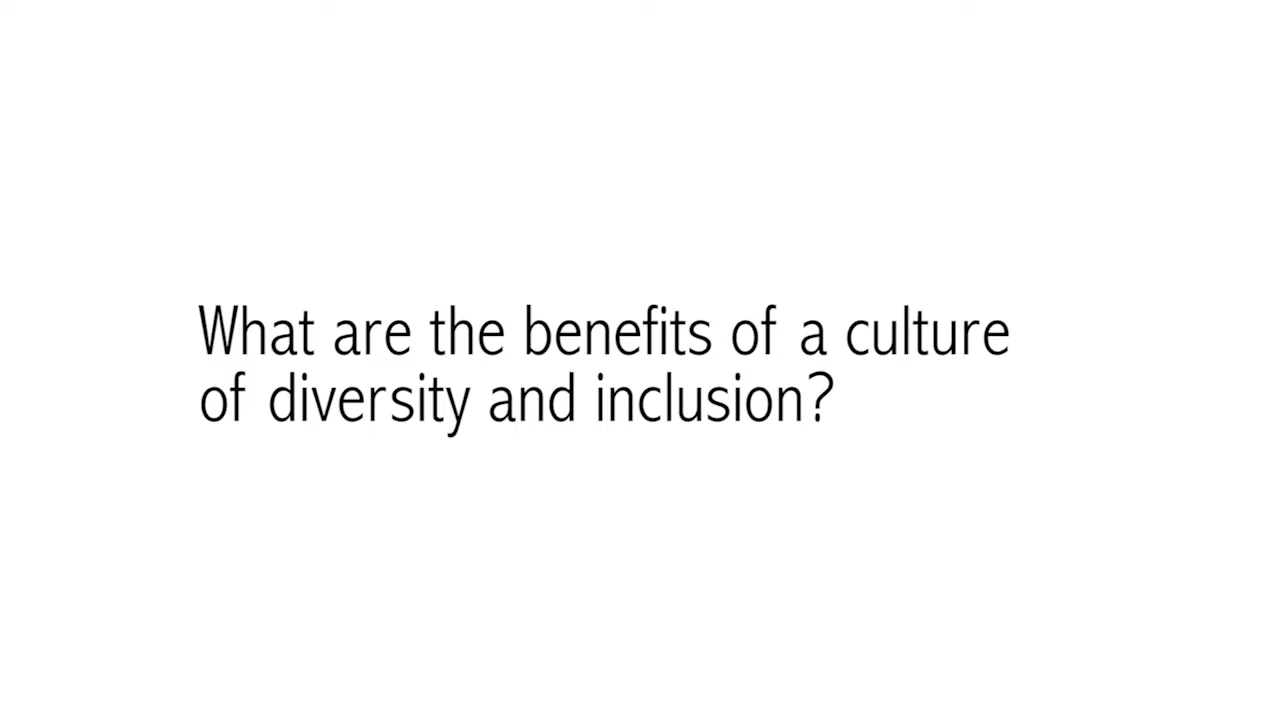 What are the benefits of a culture
of diversity and inclusion?